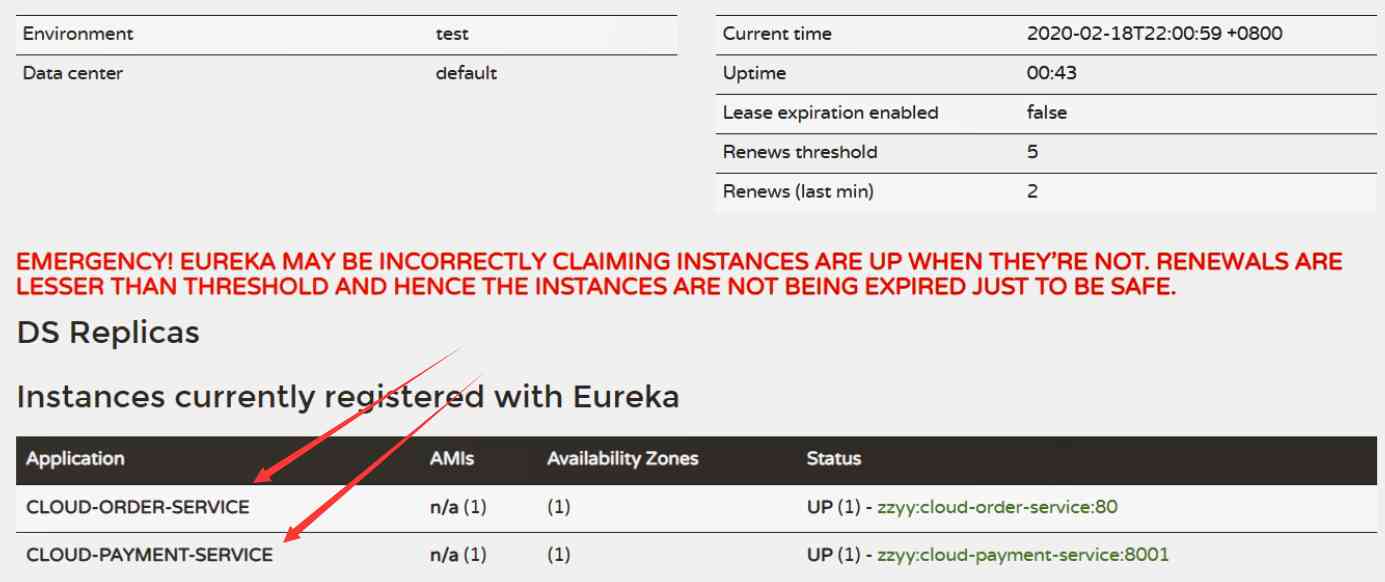 Environment test
Data center default
Current time 2020-02-18T22:00:59 +0800
Uptime 00:43
Lease expiration enabled false
Renews threshold 5
Renews (last min) 2
EMERGENCY! EUREKA MAY BE INCORRECTLY CLAIMING INSTANCES ARE UP WHEN THEY'RE NOT. RENEWALS ARE
LESSER THAN THRESHOLD AND HENCE THE INSTANCES ARE NOT BEING EXPIRED JUST TO BE SAFE.
DS Replicas
Instances currently registered with Eureka
Application AMIs Availability Zones Status
CLOUD-ORDER-SERVICE n/a (1) (1) UP (1) - zzyy:cloud-order-service:80
CLOUD-PAYMENT-SERVICE n/a (1) (1) UP (1) - zzyy:cloud-payment-service:8001